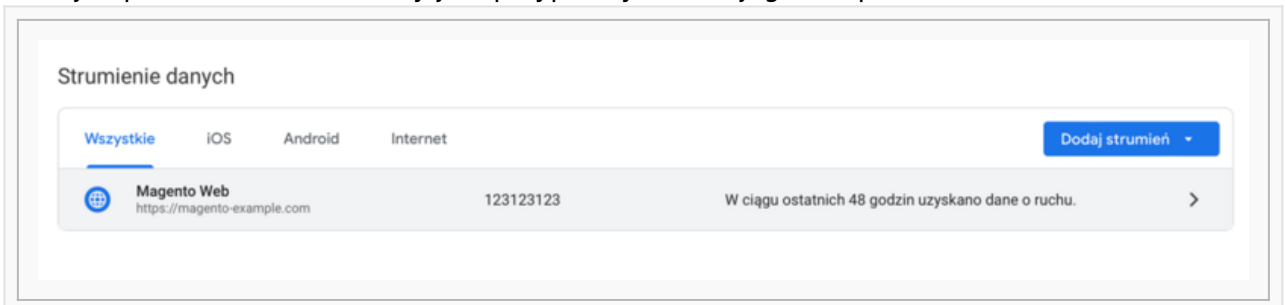 Strumienie danych
Wszystkie iOS Android Internet Dodaj strumień
Magento Web
https://magento-example.com
123123123
W ciągu ostatnich 48 godzin uzyskano dane o ruchu.